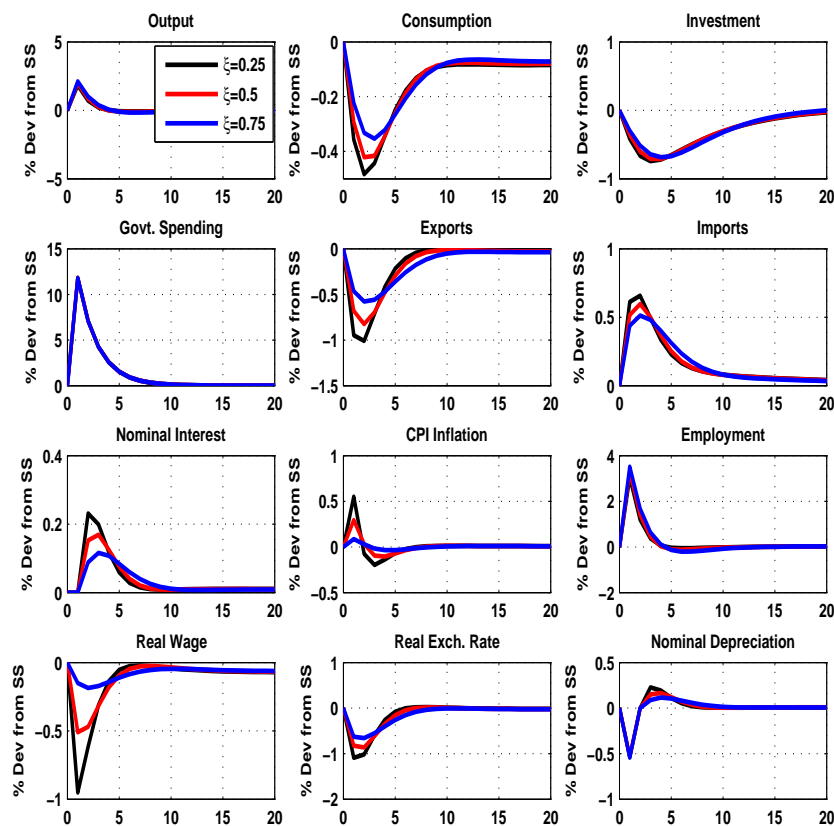 Output
Consumption
Investment
% Dev from SS
5
0
−5
0 5 10 15 20
ξ=0.25
ξ=0.5
ξ=0.75
% Dev from SS
0
−0.2
−0.4
0 5 10 15 20
% Dev from SS
1
0
−1
0 5 10 15 20
Govt. Spending
Exports
Imports
% Dev from SS
15
10
5
0
0 5 10 15 20
% Dev from SS
0
−0.5
−1
−1.5
0 5 10 15 20
% Dev from SS
1
0.5
0
0 5 10 15 20
Nominal Interest
CPI Inflation
Employment
% Dev from SS
0.4
0.2
0
0 5 10 15 20
% Dev from SS
1
0.5
0
−0.5
0 5 10 15 20
% Dev from SS
4
2
0
−2
0 5 10 15 20
Real Wage
Real Exch. Rate
Nominal Depreciation
% Dev from SS
0
−0.5
−1
0 5 10 15 20
% Dev from SS
1
0
−1
−2
0 5 10 15 20
% Dev from SS
0.5
0
−0.5
−1
0 5 10 15 20